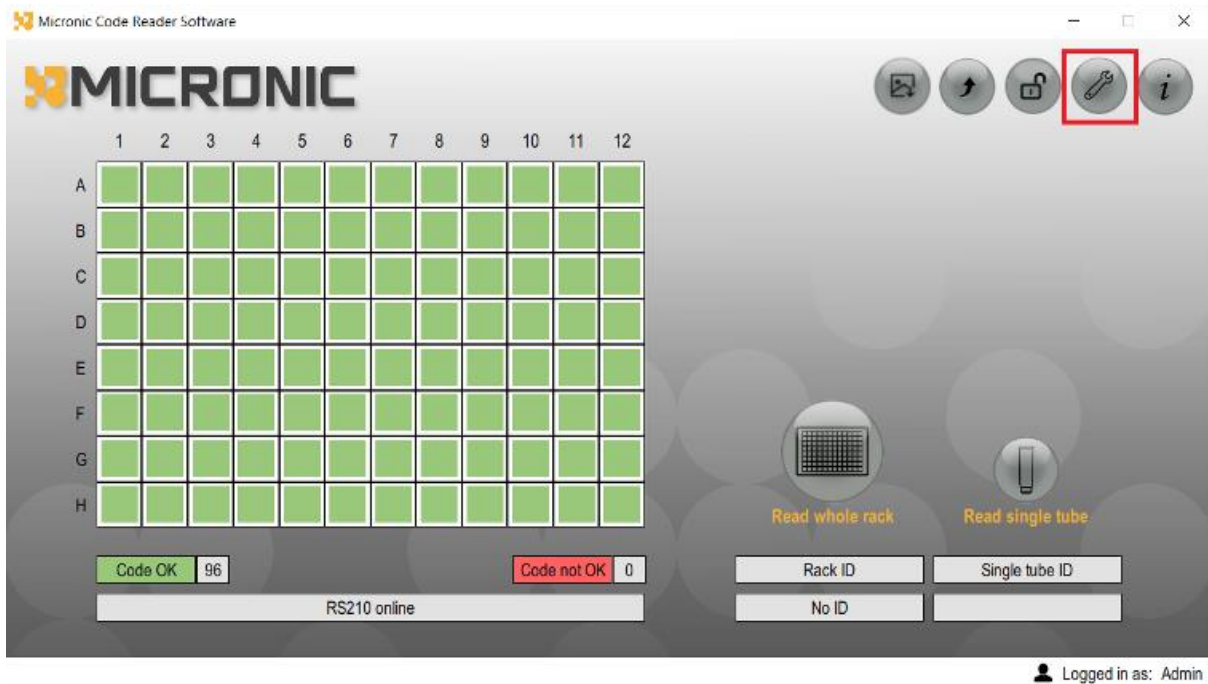 Micronic Code Reader Software
MICRONIC
i
1 2 3 4 5 6 7 8 9 10 11 12
A
B
C
D
E
F
G
H
Read whole rack Read single tube
Code OK 96 Code not OK 0 Rack ID Single tube ID
RS210 online No ID
Logged in as: Admin